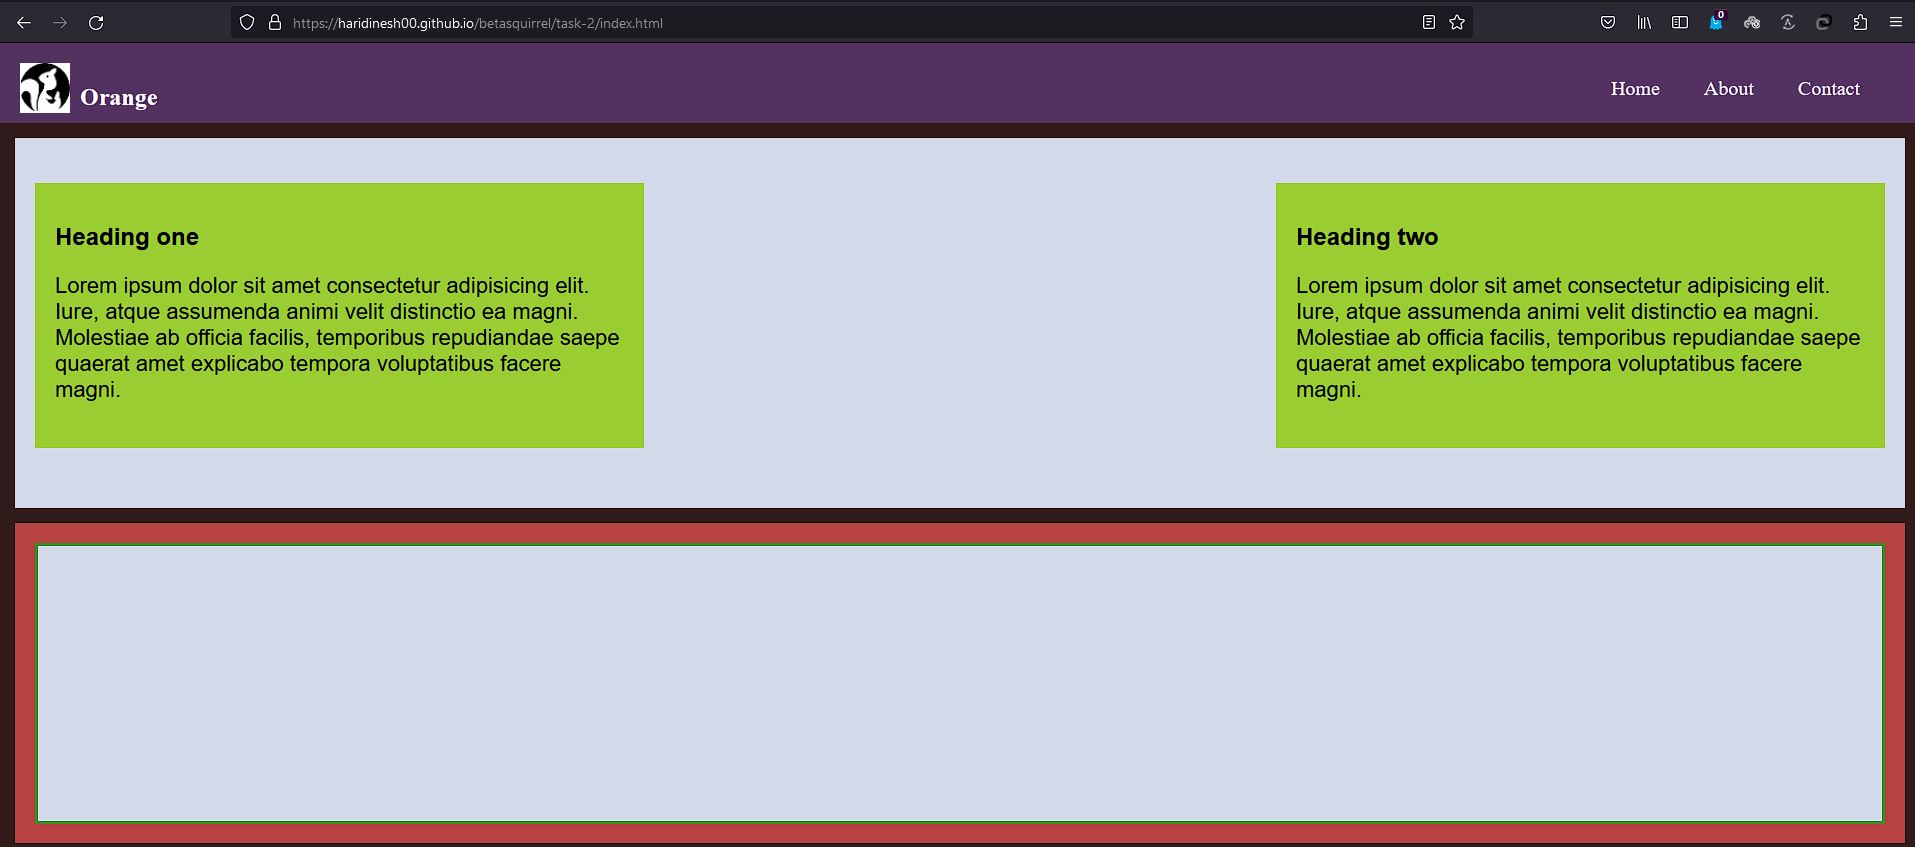 https://haridinesh00.github.io/betasquirrel/task-2/index.html
0
Orange
Home About Contact
Heading one
Lorem ipsum dolor sit amet consectetur adipisicing elit.
Iure, atque assumenda animi velit distinctio ea magni.
Molestiae ab officia facilis, temporibus repudiandae saepe
quaerat amet explicabo tempora voluptatibus facere
magni.
Heading two
Lorem ipsum dolor sit amet consectetur adipisicing elit.
Iure, atque assumenda animi velit distinctio ea magni.
Molestiae ab officia facilis, temporibus repudiandae saepe
quaerat amet explicabo tempora voluptatibus facere
magni.